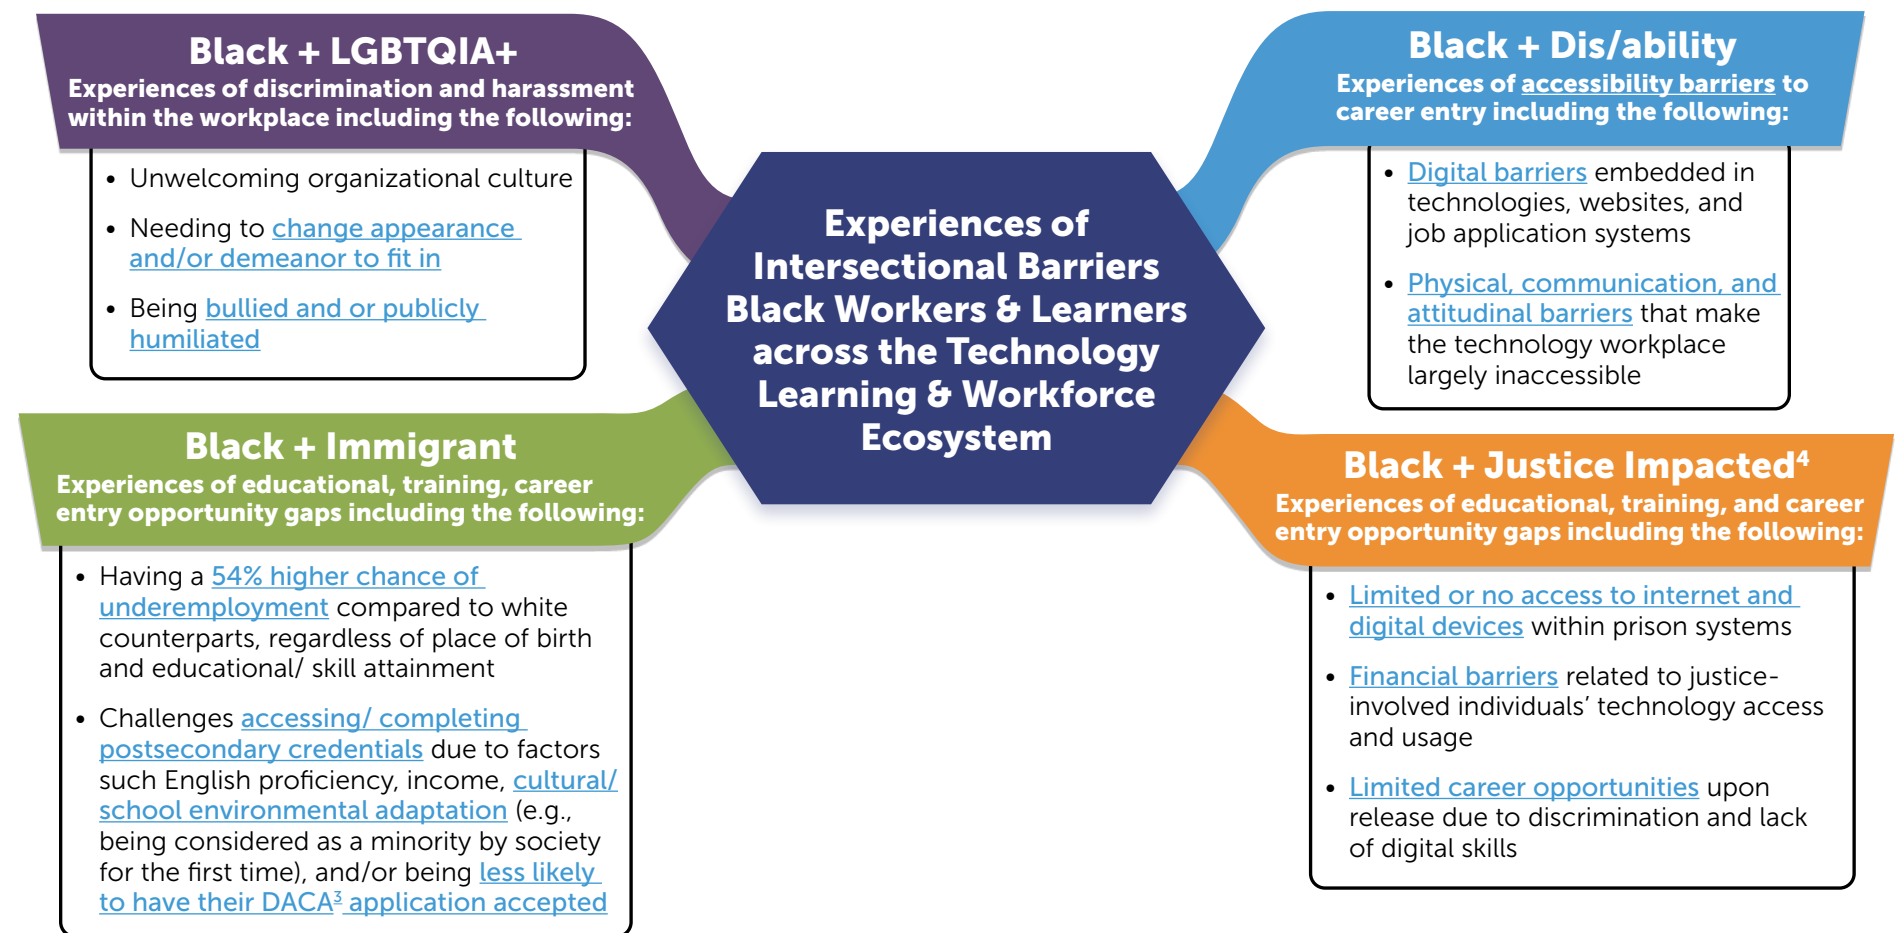 Black + LGBTQIA+
Experiences of discrimination and harassment
within the workplace including the following:
• Unwelcoming organizational culture
• Needing to change appearance
and/or demeanor to fit in
• Being bullied and or publicly
humiliated
Black + Dis/ability
Experiences of accessibility barriers to
career entry including the following:
• Digital barriers embedded in
technologies, websites, and
job application systems
• Physical, communication, and
attitudinal barriers that make
the technology workplace
largely inaccessible
Experiences of
Intersectional Barriers
Black Workers & Learners
across the Technology
Learning & Workforce
Ecosystem
Black + Immigrant
Experiences of educational, training, career
entry opportunity gaps including the following:
• Having a 54% higher chance of
underemployment compared to white
counterparts, regardless of place of birth
and educational/ skill attainment
• Challenges accessing/ completing
postsecondary credentials due to factors
such English proficiency, income, cultural/
school environmental adaptation (e.g.,
being considered as a minority by society
for the first time), and/or being less likely
to have their DACA³ application accepted
Black + Justice Impacted⁴
Experiences of educational, training, and career
entry opportunity gaps including the following:
• Limited or no access to internet and
digital devices within prison systems
• Financial barriers related to justice-
involved individuals’ technology access
and usage
• Limited career opportunities upon
release due to discrimination and lack
of digital skills